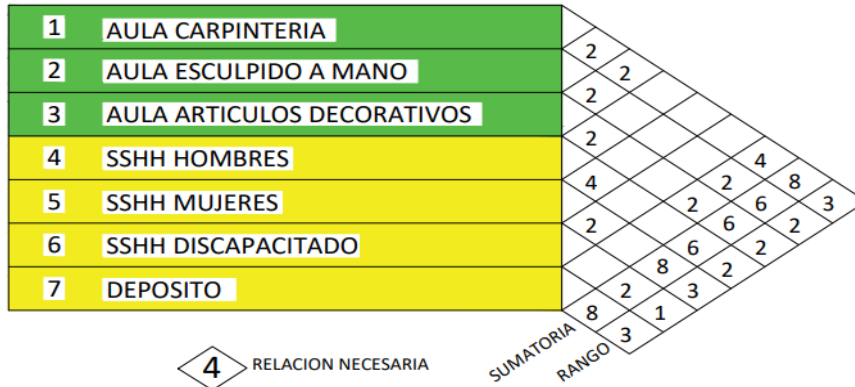 1 AULA CARPINTERIA
2
2 AULA ESCULPIDO A MANO 2
2
3 AULA ARTICULOS DECORATIVOS
2
4 SSHH HOMBRES 4
4 2 8
5 SSHH MUJERES 2 6 3
2 6 2
6 SSHH DISCAPACITADO 6 2
8 2
7 DEPOSITO 2 3
8 1
3
SUMATORIA
RANGO
4 RELACION NECESARIA